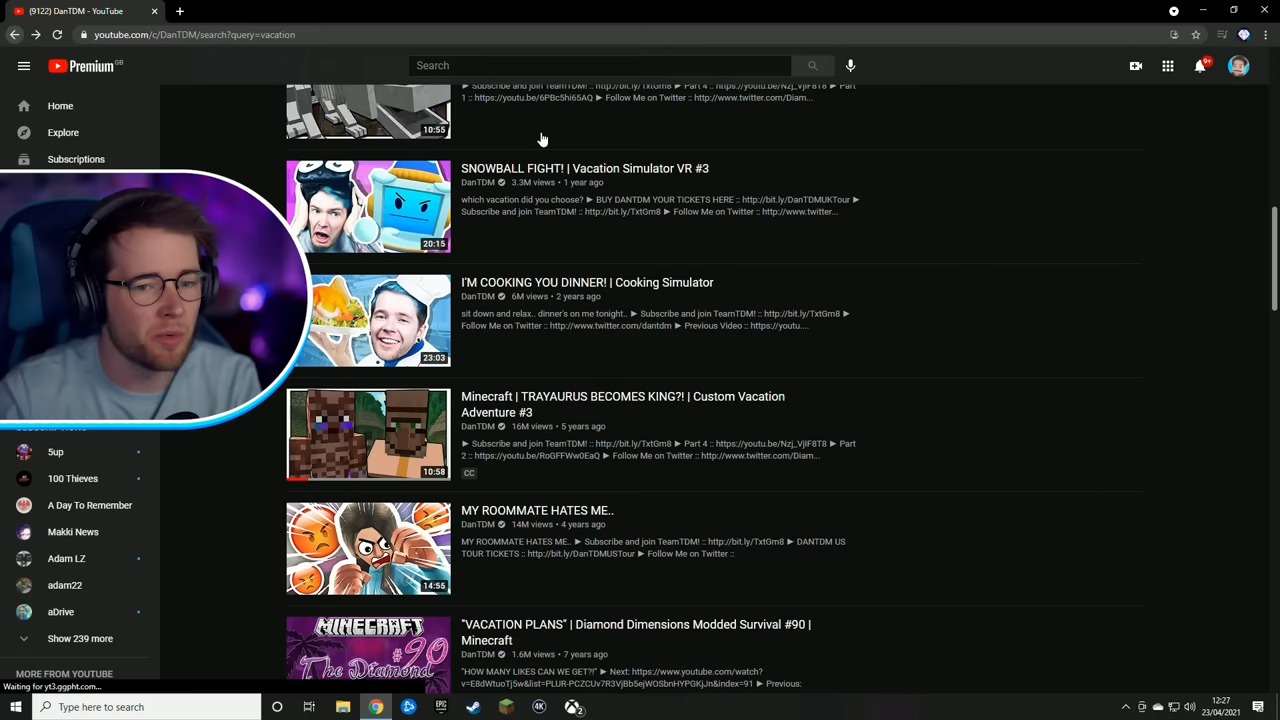 (9122) DanTDM - YouTube
youtube.com/c/DanTDM/search?query=vacation
Premium GB
Search
9+
Home
Explore
Subscriptions
Subscribe and join TeamTDM! :: http://bit.ly/TxtGm8 ► Part 4 :: https://youtu.be/Nzj_VjIF8T8 ► Part
1 :: https://youtu.be/6PBc5hi65AQ ► Follow Me on Twitter :: http://www.twitter.com/Diam...
10:55
SNOWBALL FIGHT! | Vacation Simulator VR #3
DanTDM 3.3M views • 1 year ago
which vacation did you choose? ► BUY DANTDM YOUR TICKETS HERE :: http://bit.ly/DanTDMUKTour ►
Subscribe and join TeamTDM! :: http://bit.ly/TxtGm8 ► Follow Me on Twitter :: http://www.twitter...
20:15
I'M COOKING YOU DINNER! | Cooking Simulator
DanTDM 6M views • 2 years ago
sit down and relax.. dinner's on me tonight.. ► Subscribe and join TeamTDM! :: http://bit.ly/TxtGm8 ►
Follow Me on Twitter :: http://www.twitter.com/dantdm ► Previous Video :: https://youtu....
23:03
Minecraft | TRAYAURUS BECOMES KING?! | Custom Vacation
Adventure #3
DanTDM 16M views • 5 years ago
► Subscribe and join TeamTDM! :: http://bit.ly/TxtGm8 ► Part 4 :: https://youtu.be/Nzj_VjIF8T8 ► Part
2 :: https://youtu.be/RoGFFWw0EaQ ► Follow Me on Twitter :: http://www.twitter.com/Diam...
CC
10:58
MY ROOMMATE HATES ME..
DanTDM 14M views • 4 years ago
MY ROOMMATE HATES ME.. ► Subscribe and join TeamTDM! :: http://bit.ly/TxtGm8 ► DANTDM US
TOUR TICKETS :: http://bit.ly/DanTDMUSTour ► Follow Me on Twitter ::
14:55
"VACATION PLANS" | Diamond Dimensions Modded Survival #90 |
Minecraft
DanTDM 1.6M views • 7 years ago
"HOW MANY LIKES CAN WE GET?!" ► Next: https://www.youtube.com/watch?
v=E8dWtuoTj5w&list=PLUR-PCZCUv7R3VjBb5ejWOSbnHYPGKjJn&index=91 ► Previous:
MINECRAFT
#90
The Diamond
5up
100 Thieves
A Day To Remember
Makki News
Adam LZ
adam22
aDrive
Show 239 more
MORE FROM YOUTUBE
Waiting for yt3.ggpht.com...
Type here to search
EPIC
4K
2
12:27
23/04/2021